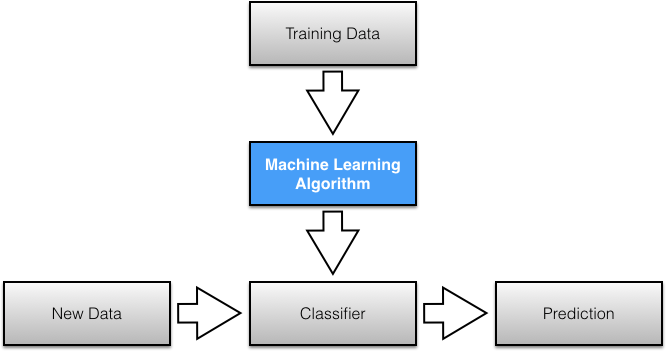 Training Data
Machine Learning
Algorithm
New Data
Classifier
Prediction